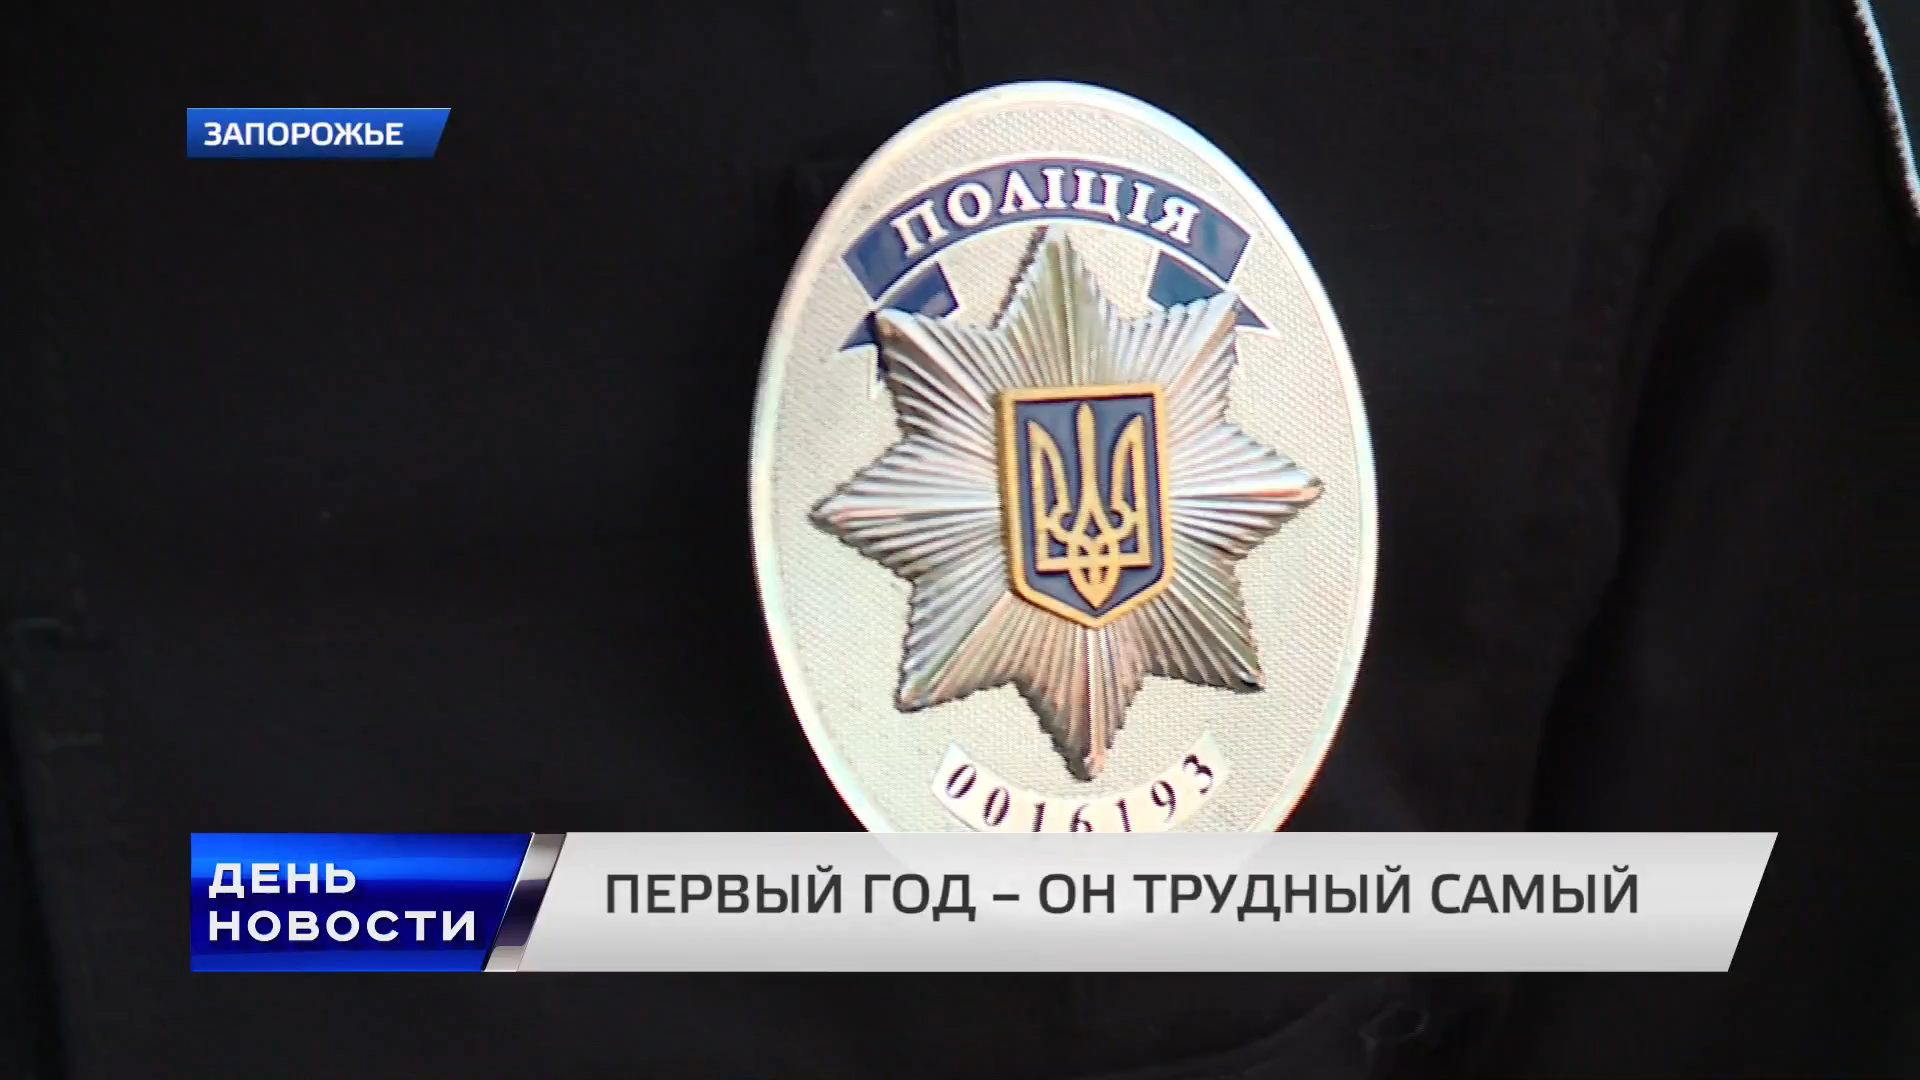 ЗАПОРОЖЬЕ
ПОЛІЦІЯ
0016193
ДЕНЬ
НОВОСТИ
ПЕРВЫЙ ГОД – ОН ТРУДНЫЙ САМЫЙ